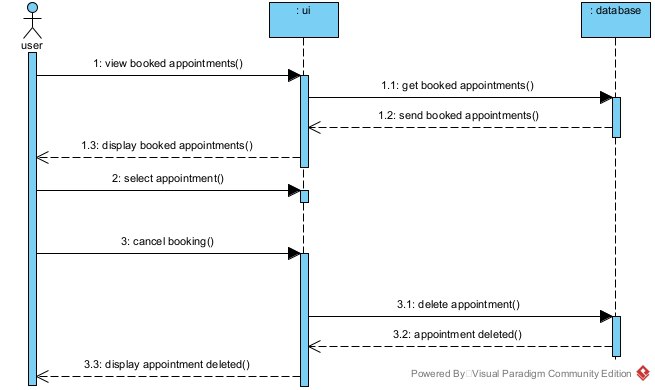 : ui
: database
user
1: view booked appointments()
1.1: get booked appointments()
1.2: send booked appointments()
1.3: display booked appointments()
2: select appointment()
3: cancel booking()
3.1: delete appointment()
3.2: appointment deleted()
3.3: display appointment deleted()
Powered By Visual Paradigm Community Edition